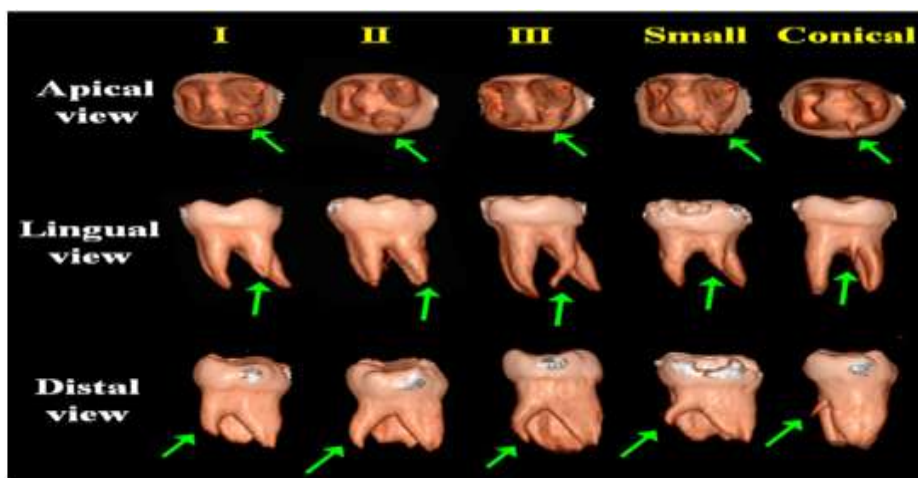 I II III Small Conical
Apical
view
Lingual
view
Distal
view